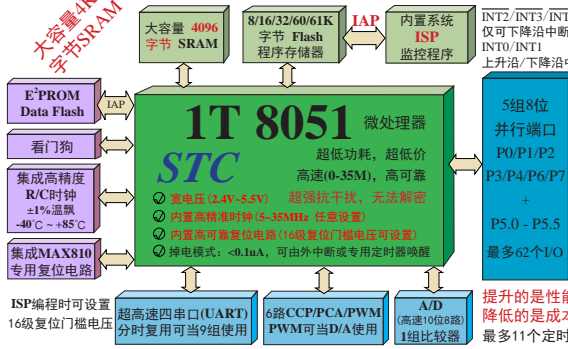 大容量4K
字节SRAM
大容量 4096
字节 SRAM
8/16/32/60/61K
字节 Flash
程序存储器
IAP
内置系统
ISP
监控程序
INT2/INT3/INT
仅可下降沿中断
INT0/INT1
上升沿/下降沿中
E²PROM
Data Flash
IAP
看门狗
集成高精度
R/C时钟
±1%温飘
-40℃～+85℃
集成MAX810
专用复位电路
1T 8051 微处理器
STC
超低功耗，超低价
高速(0-35M)，高可靠
宽电压(2.4V~5.5V) 超强抗干扰，无法解密
内置高精准时钟(5~35MHz 任意设置)
内置高可靠复位电路(16级复位门槛电压可设置)
掉电模式：<0.1uA，可由外中断或专用定时器唤醒
5组8位
并行端口
P0/P1/P2
P3/P4/P6/P7
+
P5.0 - P5.5
最多62个I/O
ISP编程时可设置
16级复位门槛电压
超高速四串口(UART)
分时复用可当9组使用
6路CCP/PCA/PWM
PWM可当D/A使用
A/D
(高速10位8路)
1组比较器
提升的是性能
降低的是成本
最多11个定时